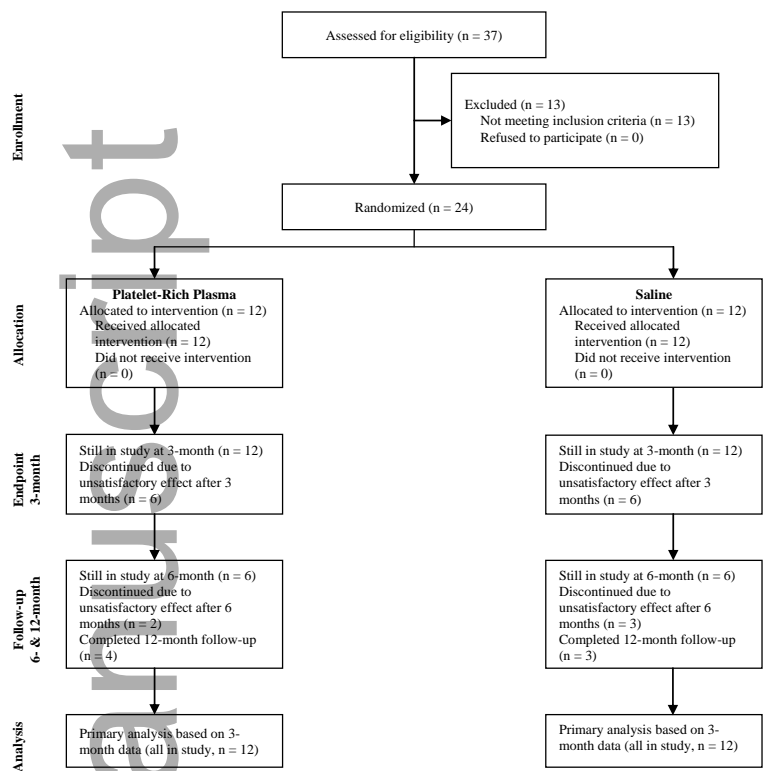 Assessed for eligibility (n = 37)
Enrollment
Excluded (n = 13)
Not meeting inclusion criteria (n = 13)
Refused to participate (n = 0)
Randomized (n = 24)
Allocation
Platelet-Rich Plasma
Allocated to intervention (n = 12)
Received allocated
intervention (n = 12)
Did not receive intervention
(n = 0)
Saline
Allocated to intervention (n = 12)
Received allocated
intervention (n = 12)
Did not receive intervention
(n = 0)
Endpoint
3-month
Still in study at 3-month (n = 12)
Discontinued due to
unsatisfactory effect after 3
months (n = 6)
Still in study at 3-month (n = 12)
Discontinued due to
unsatisfactory effect after 3
months (n = 6)
Follow-up
6- & 12-month
Still in study at 6-month (n = 6)
Discontinued due to
unsatisfactory effect after 6
months (n = 2)
Completed 12-month follow-up
(n = 4)
Still in study at 6-month (n = 6)
Discontinued due to
unsatisfactory effect after 6
months (n = 3)
Completed 12-month follow-up
(n = 3)
Analysis
Primary analysis based on 3-
month data (all in study, n = 12)
Primary analysis based on 3-
month data (all in study, n = 12)
anuscript